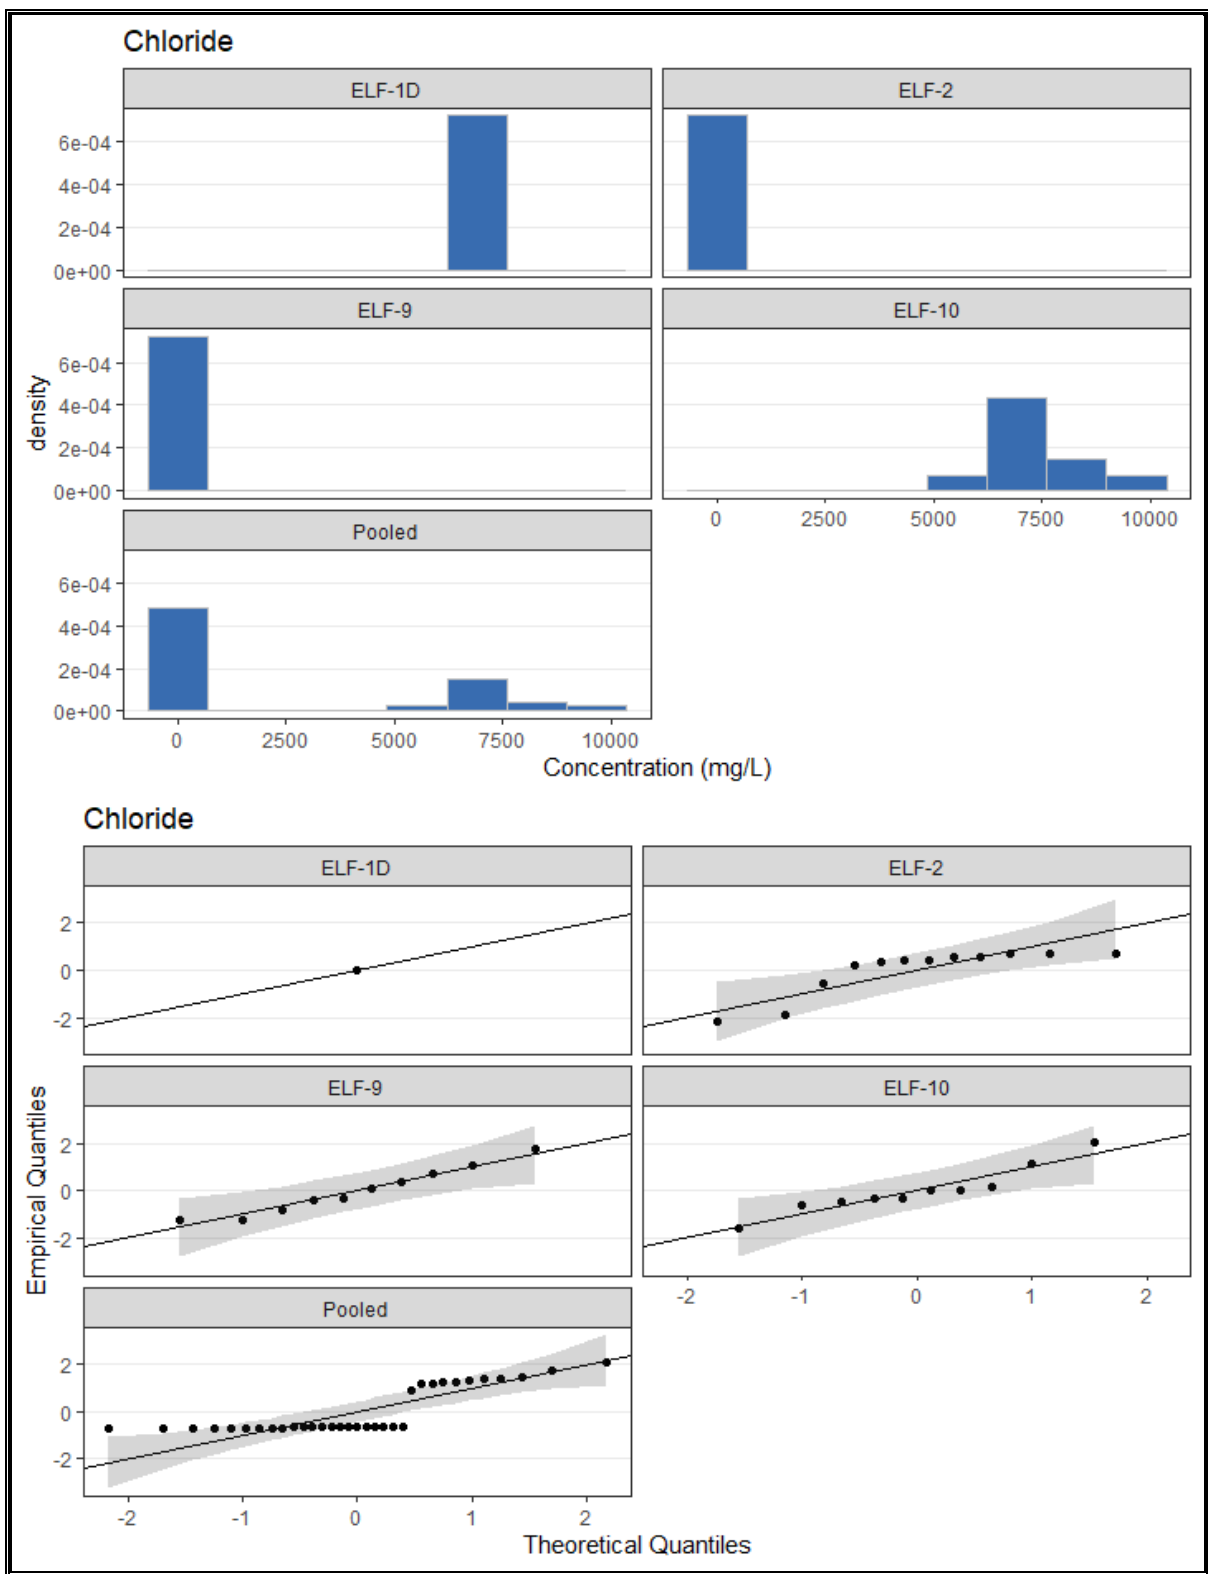 Chloride
ELF-1D ELF-2
6e-04
4e-04
2e-04
0e+00
ELF-9 ELF-10
6e-04
4e-04
2e-04
0e+00
0 2500 5000 7500 10000
Pooled
6e-04
4e-04
2e-04
0e+00
0 2500 5000 7500 10000
density
Concentration (mg/L)
Chloride
ELF-1D ELF-2
2
0
-2
ELF-9 ELF-10
2
0
-2
-2 -1 0 1 2
Pooled
2
0
-2
-2 -1 0 1 2
Empirical Quantiles
Theoretical Quantiles